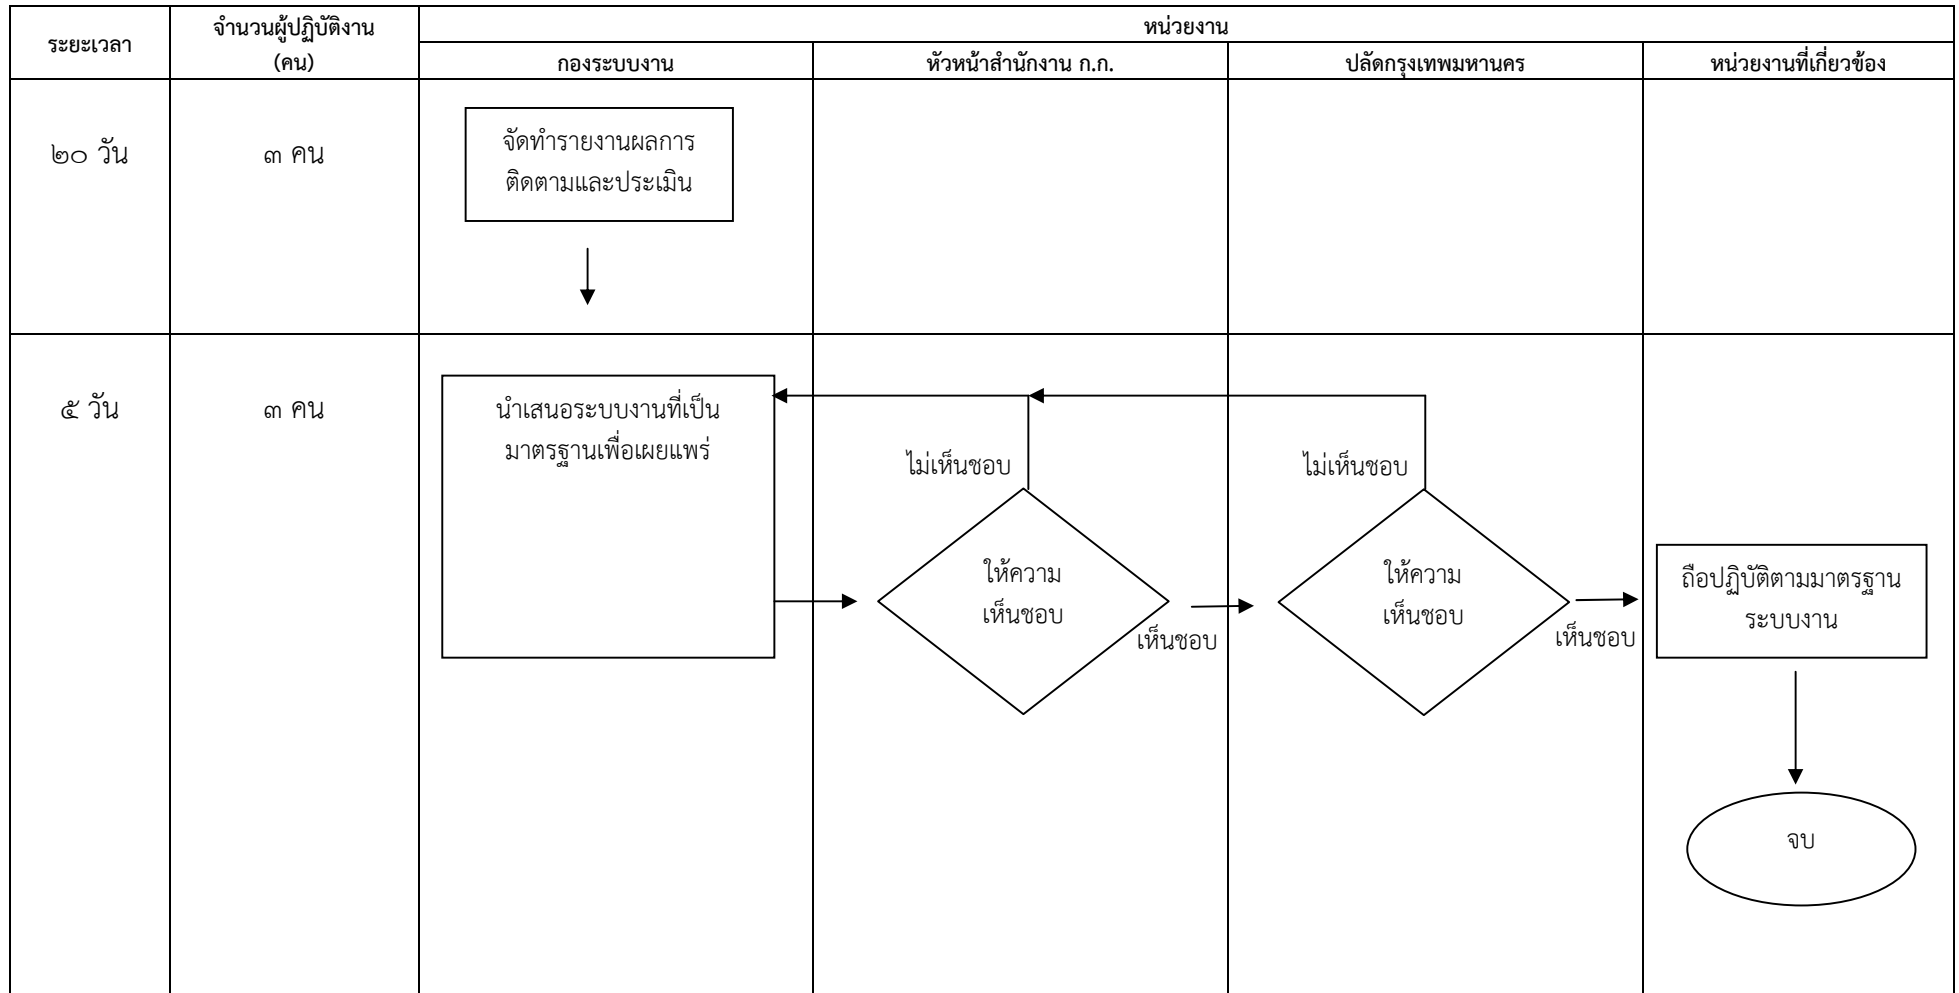 ระยะเวลา
จำนวนผู้ปฏิบัติงาน
(คน)
หน่วยงาน
กองระบบงาน
หัวหน้าสำนักงาน ก.ก.
ปลัดกรุงเทพมหานคร
หน่วยงานที่เกี่ยวข้อง
๒๐ วัน
๓ คน
จัดทำรายงานผลการ
ติดตามและประเมิน
๕ วัน
๓ คน
นำเสนอระบบงานที่เป็น
มาตรฐานเพื่อเผยแพร่
ไม่เห็นชอบ
ให้ความ
เห็นชอบ
เห็นชอบ
ไม่เห็นชอบ
ให้ความ
เห็นชอบ
เห็นชอบ
ถือปฏิบัติตามมาตรฐาน
ระบบงาน
จบ